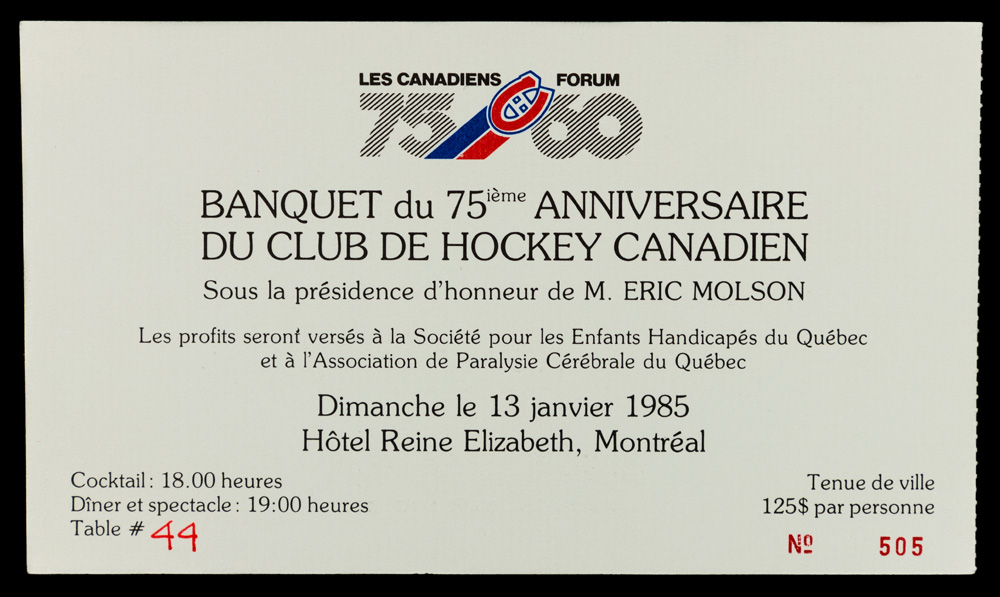 LES CANADIENS FORUM
75 60
BANQUET du 75ième ANNIVERSAIRE
DU CLUB DE HOCKEY CANADIEN
Sous la présidence d'honneur de M. ERIC MOLSON
Les profits seront versés à la Société pour les Enfants Handicapés du Québec
et à l'Association de Paralysie Cérébrale du Québec
Dimanche le 13 janvier 1985
Hôtel Reine Elizabeth, Montréal
Cocktail: 18.00 heures
Dîner et spectacle: 19:00 heures
Table # 44
Tenue de ville
125$ par personne
Nº 505